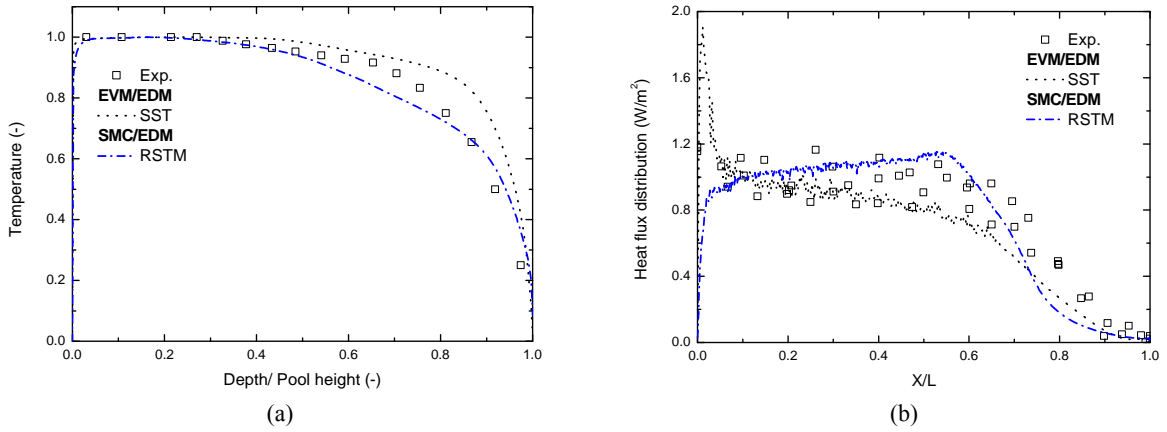 1.0
0.8
0.6
0.4
0.2
0.0
Temperature (-)
Exp.
EVM/EDM
SST
SMC/EDM
RSTM
0.0 0.2 0.4 0.6 0.8 1.0
Depth/ Pool height (-)
(a)
2.0
1.6
1.2
0.8
0.4
0.0
Heat flux distribution (W/m²)
Exp.
EVM/EDM
SST
SMC/EDM
RSTM
0.0 0.2 0.4 0.6 0.8 1.0
X/L
(b)